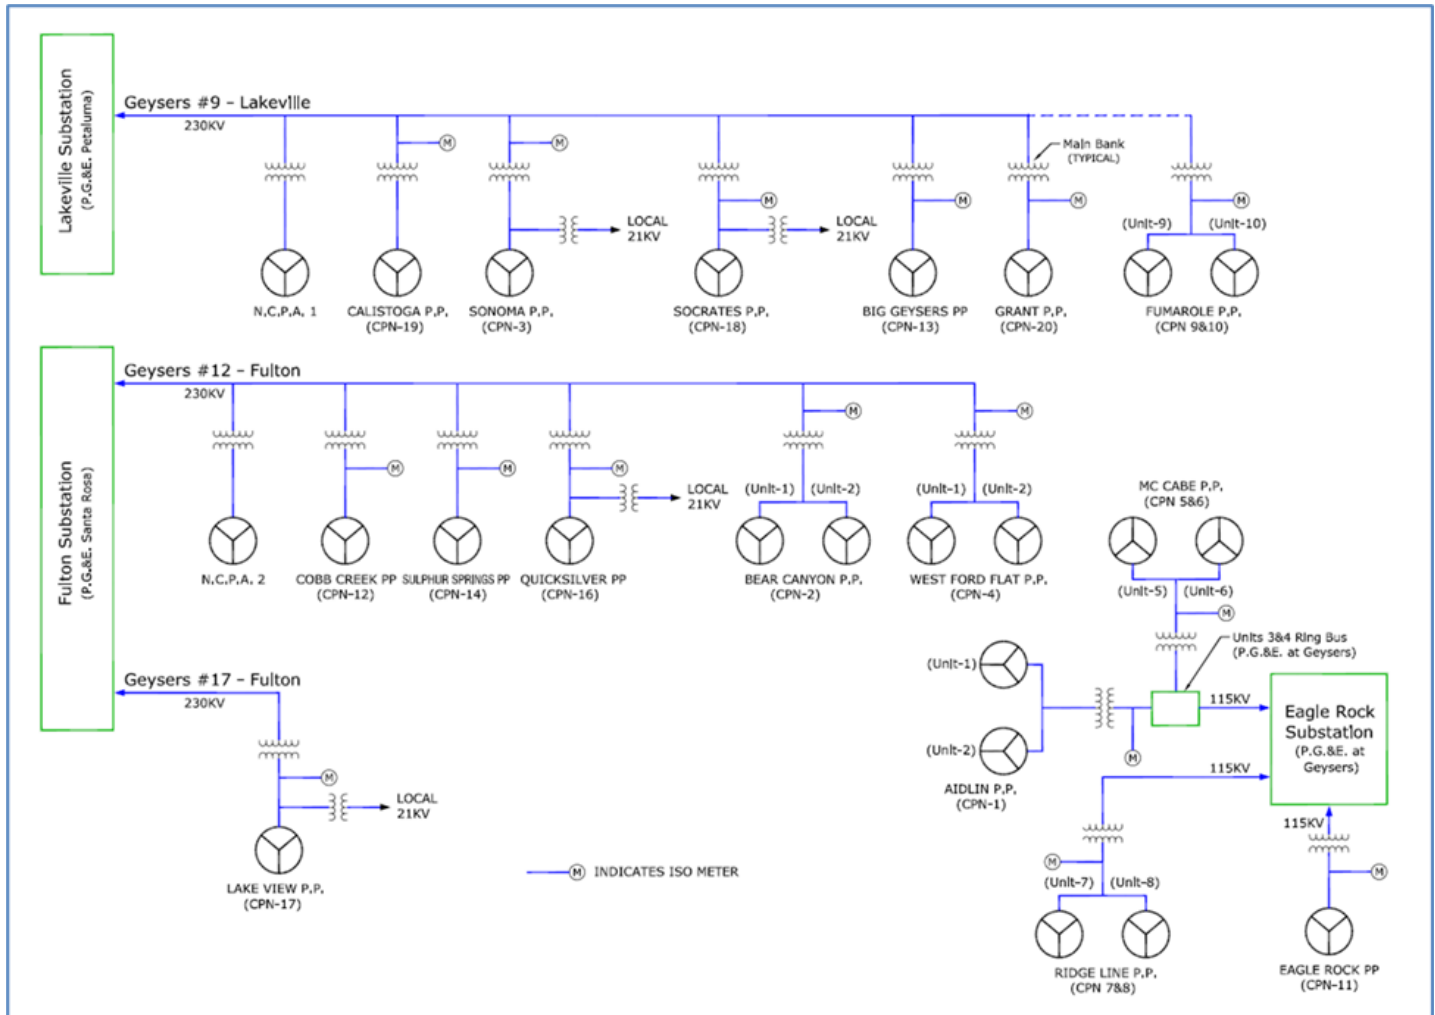 Lakeville Substation
(P.G.&E. Petaluma)
Geysers #9 - Lakeville
230KV
M
M
Main Bank
(TYPICAL)
M
M
M
M
LOCAL
21KV
LOCAL
21KV
(Unit-9)
(Unit-10)
N.C.P.A. 1
CALISTOGA P.P.
(CPN-19)
SONOMA P.P.
(CPN-3)
SOCRATES P.P.
(CPN-18)
BIG GEYSERS PP
(CPN-13)
GRANT P.P.
(CPN-20)
FUMAROLE P.P.
(CPN 9&10)
Fulton Substation
(P.G.&E. Santa Rosa)
Geysers #12 - Fulton
230KV
M
M
M
M
M
LOCAL
21KV
(Unit-1)
(Unit-2)
(Unit-1)
(Unit-2)
N.C.P.A. 2
COBB CREEK PP
(CPN-12)
SULPHUR SPRINGS PP
(CPN-14)
QUICKSILVER PP
(CPN-16)
BEAR CANYON P.P.
(CPN-2)
WEST FORD FLAT P.P.
(CPN-4)
MC CABE P.P.
(CPN 5&6)
(Unit-5)
(Unit-6)
M
Units 3&4 Ring Bus
(P.G.&E. at Geysers)
Geysers #17 - Fulton
230KV
M
LOCAL
21KV
LAKE VIEW P.P.
(CPN-17)
(Unit-1)
(Unit-2)
AIDLIN P.P.
(CPN-1)
M
115KV
Eagle Rock
Substation
(P.G.&E. at
Geysers)
115KV
115KV
M
(Unit-7)
(Unit-8)
M
RIDGE LINE P.P.
(CPN 7&8)
EAGLE ROCK PP
(CPN-11)
M INDICATES ISO METER